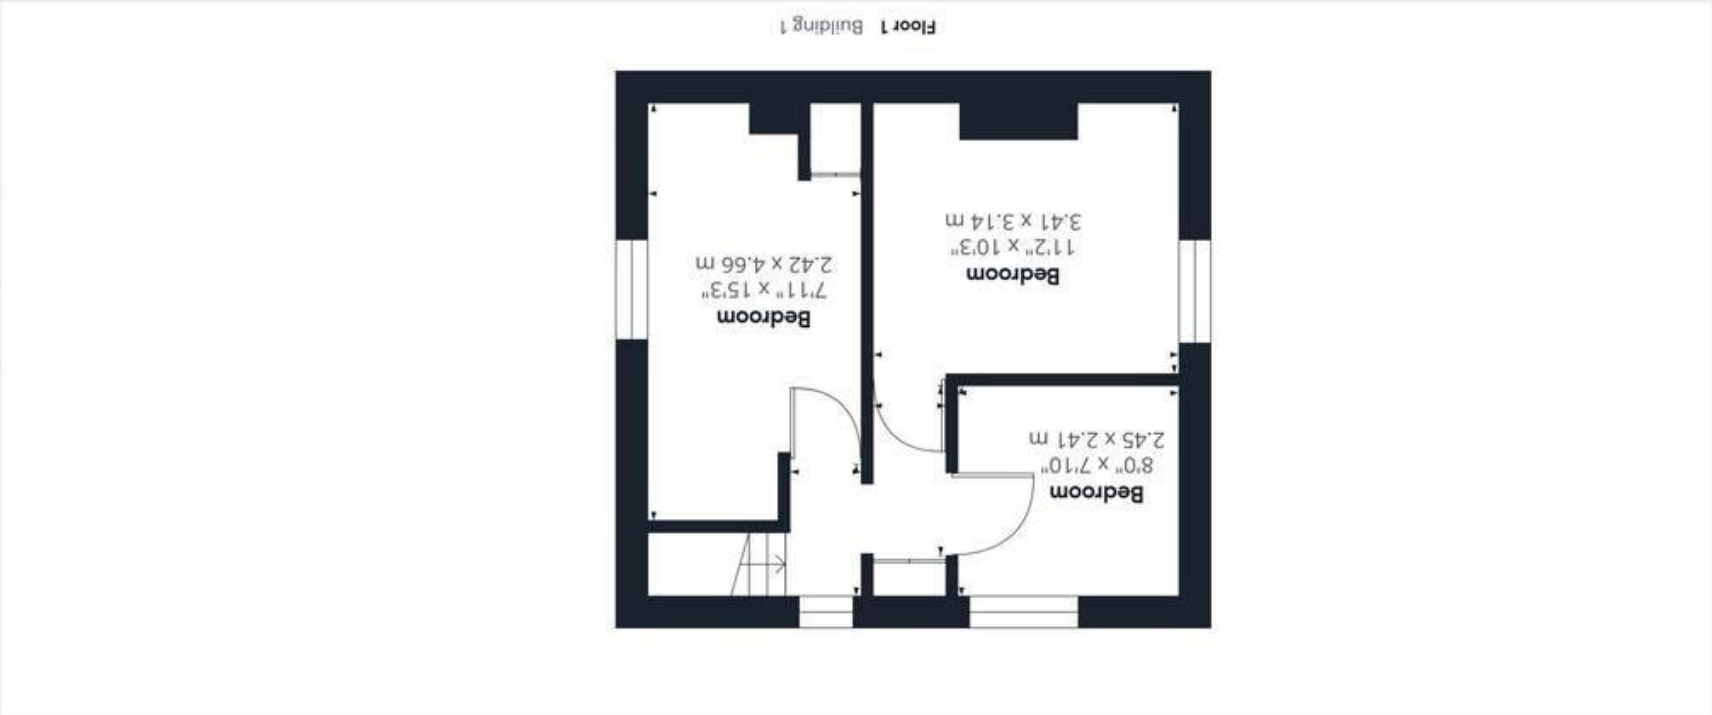 Bedroom
8'0" x 7'10"
2.45 x 2.41 m
Bedroom
7'11" x 15'3"
2.42 x 4.66 m
Bedroom
11'2" x 10'3"
3.41 x 3.14 m
Floor 1 Building 1